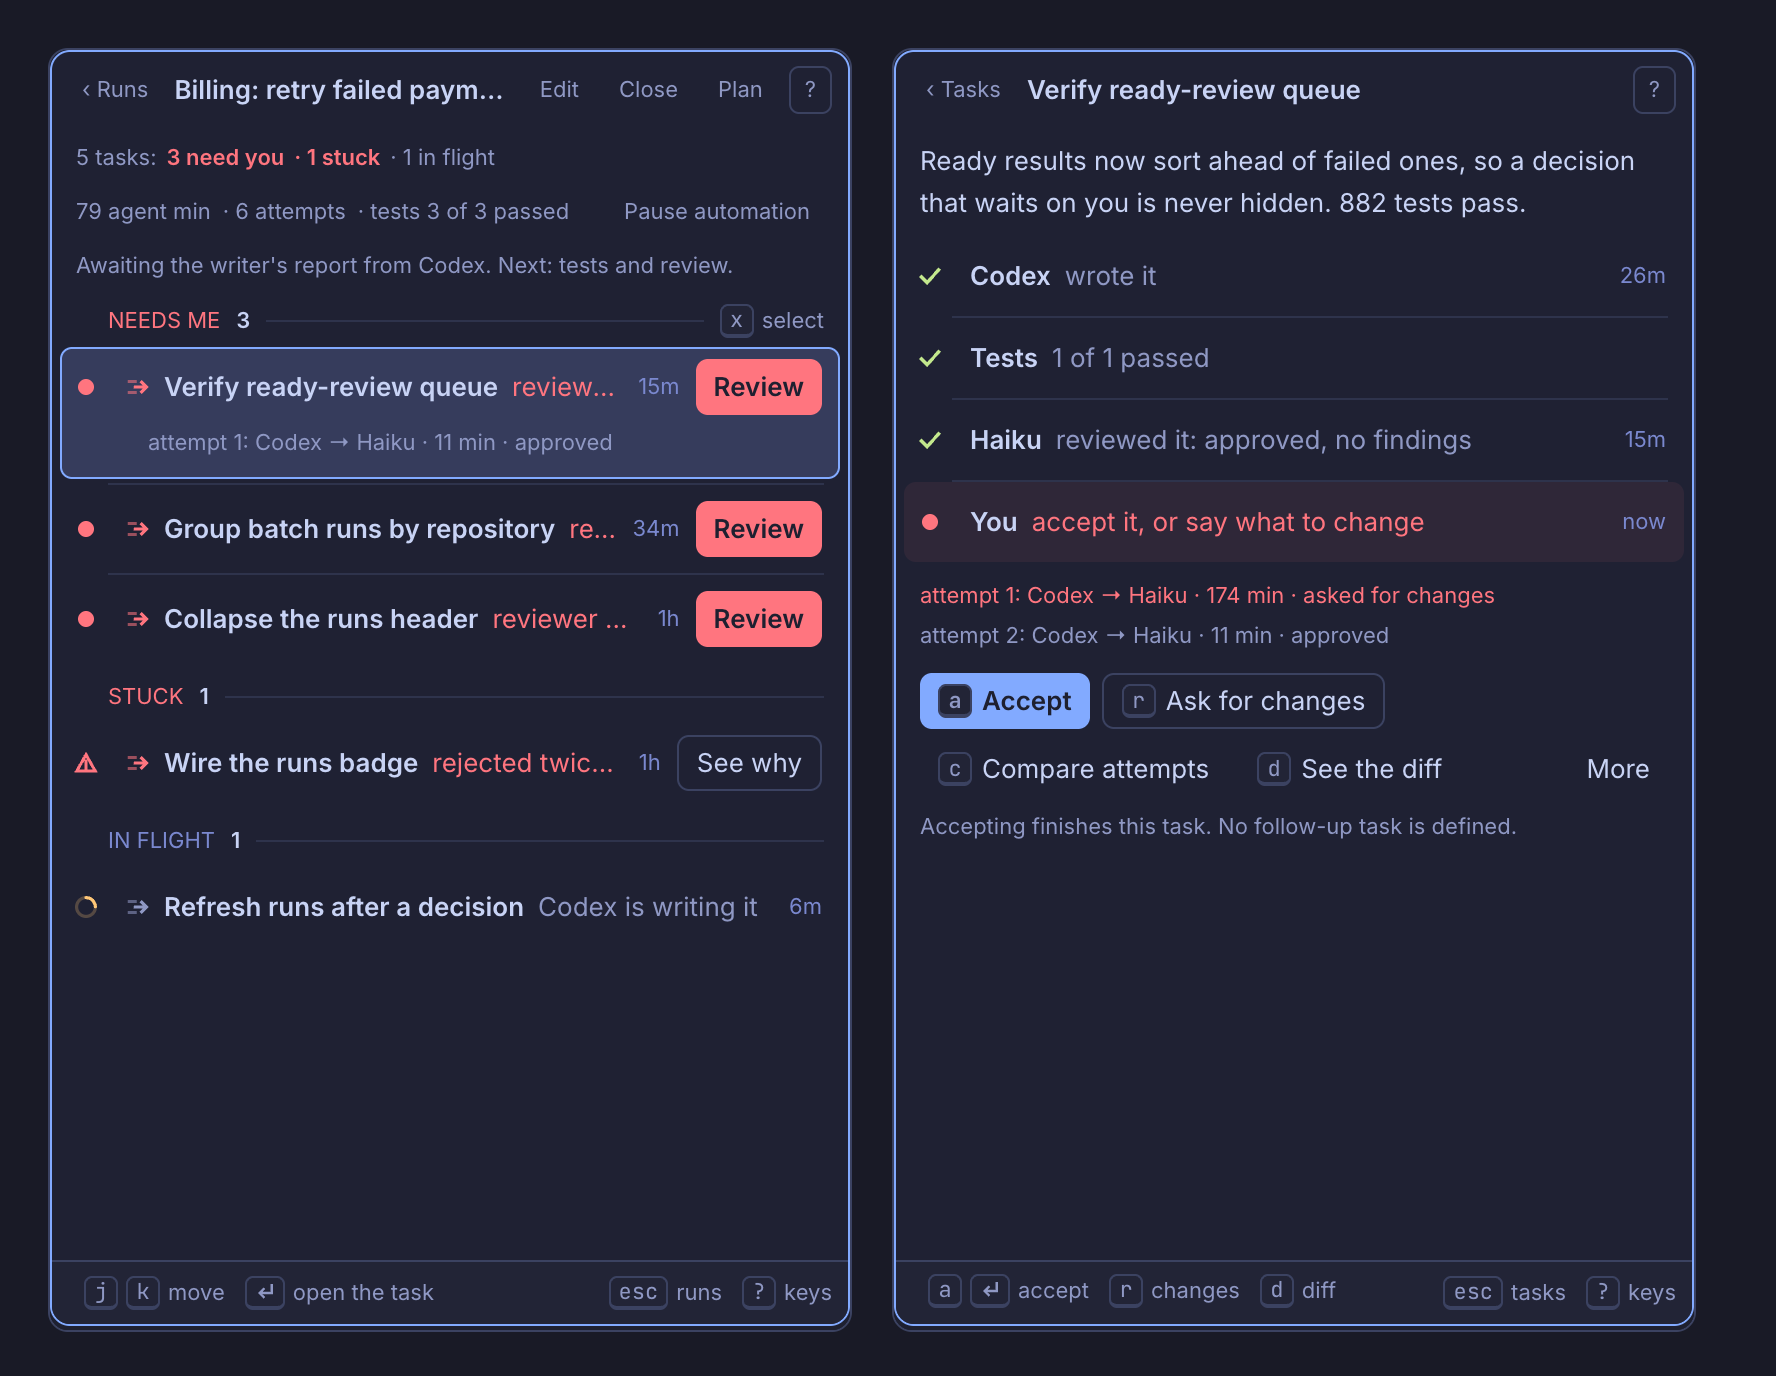 ‹ Runs Billing: retry failed paym... Edit Close Plan ?
5 tasks: 3 need you · 1 stuck · 1 in flight
79 agent min · 6 attempts · tests 3 of 3 passed Pause automation
Awaiting the writer's report from Codex. Next: tests and review.
NEEDS ME 3 x select
Verify ready-review queue review... 15m Review
attempt 1: Codex → Haiku · 11 min · approved
Group batch runs by repository re... 34m Review
Collapse the runs header reviewer ... 1h Review
STUCK 1
Wire the runs badge rejected twic... 1h See why
IN FLIGHT 1
Refresh runs after a decision Codex is writing it 6m
j k move ↵ open the task esc runs ? keys
‹ Tasks Verify ready-review queue ?
Ready results now sort ahead of failed ones, so a decision
that waits on you is never hidden. 882 tests pass.
Codex wrote it 26m
Tests 1 of 1 passed
Haiku reviewed it: approved, no findings 15m
You accept it, or say what to change now
attempt 1: Codex → Haiku · 174 min · asked for changes
attempt 2: Codex → Haiku · 11 min · approved
a Accept r Ask for changes
c Compare attempts d See the diff More
Accepting finishes this task. No follow-up task is defined.
a ↵ accept r changes d diff esc tasks ? keys